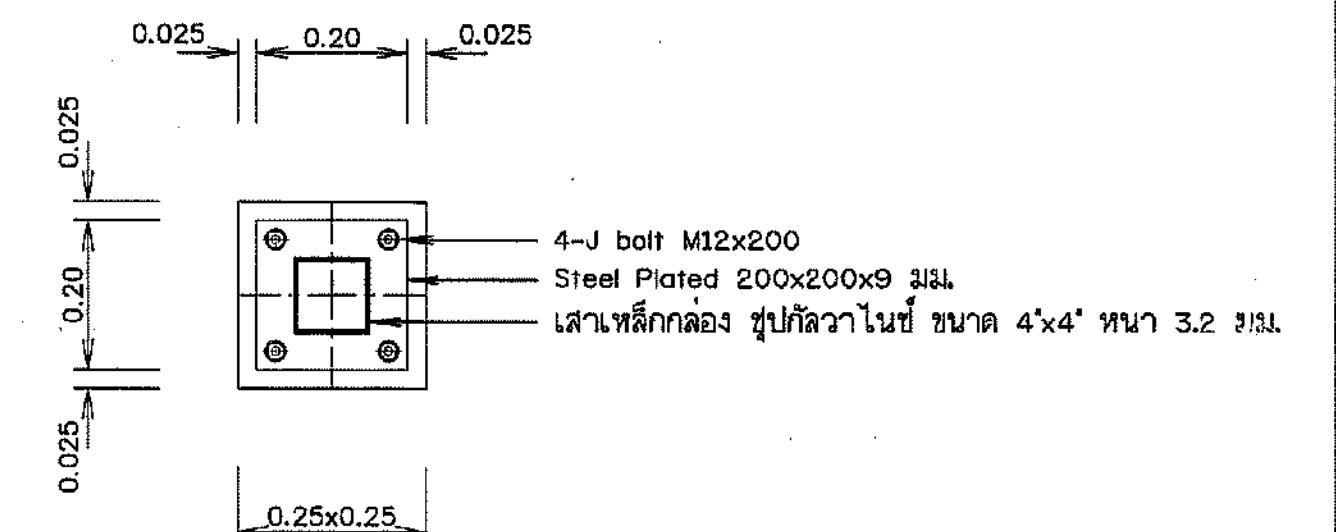 0.025 0.20 0.025
0.025
0.20
0.025
4-J bolt M12x200
Steel Plated 200x200x9 มม.
เสาเหล็กกล่อง ชุปกัลวาไนซ์ ขนาด 4"x4" หนา 3.2 มม.
0.25x0.25